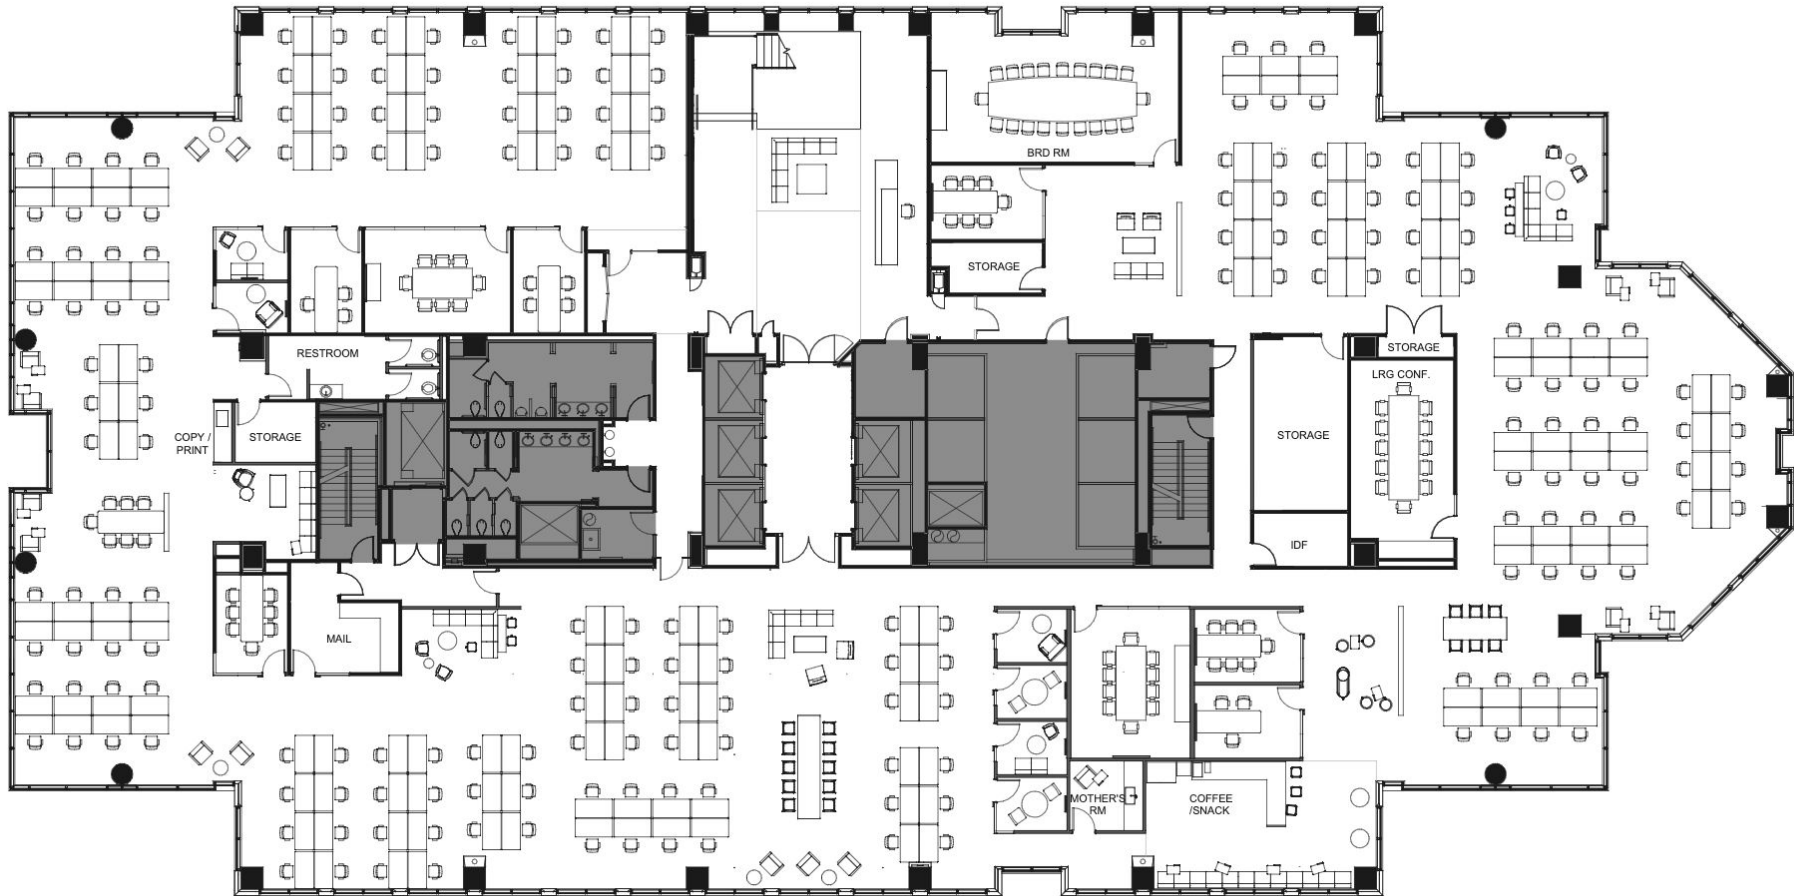 BRD RM
STORAGE
RESTROOM
STORAGE
LRG CONF.
COPY /
PRINT
STORAGE
STORAGE
IDF
MAIL
MOTHER'S
RM
COFFEE
/SNACK